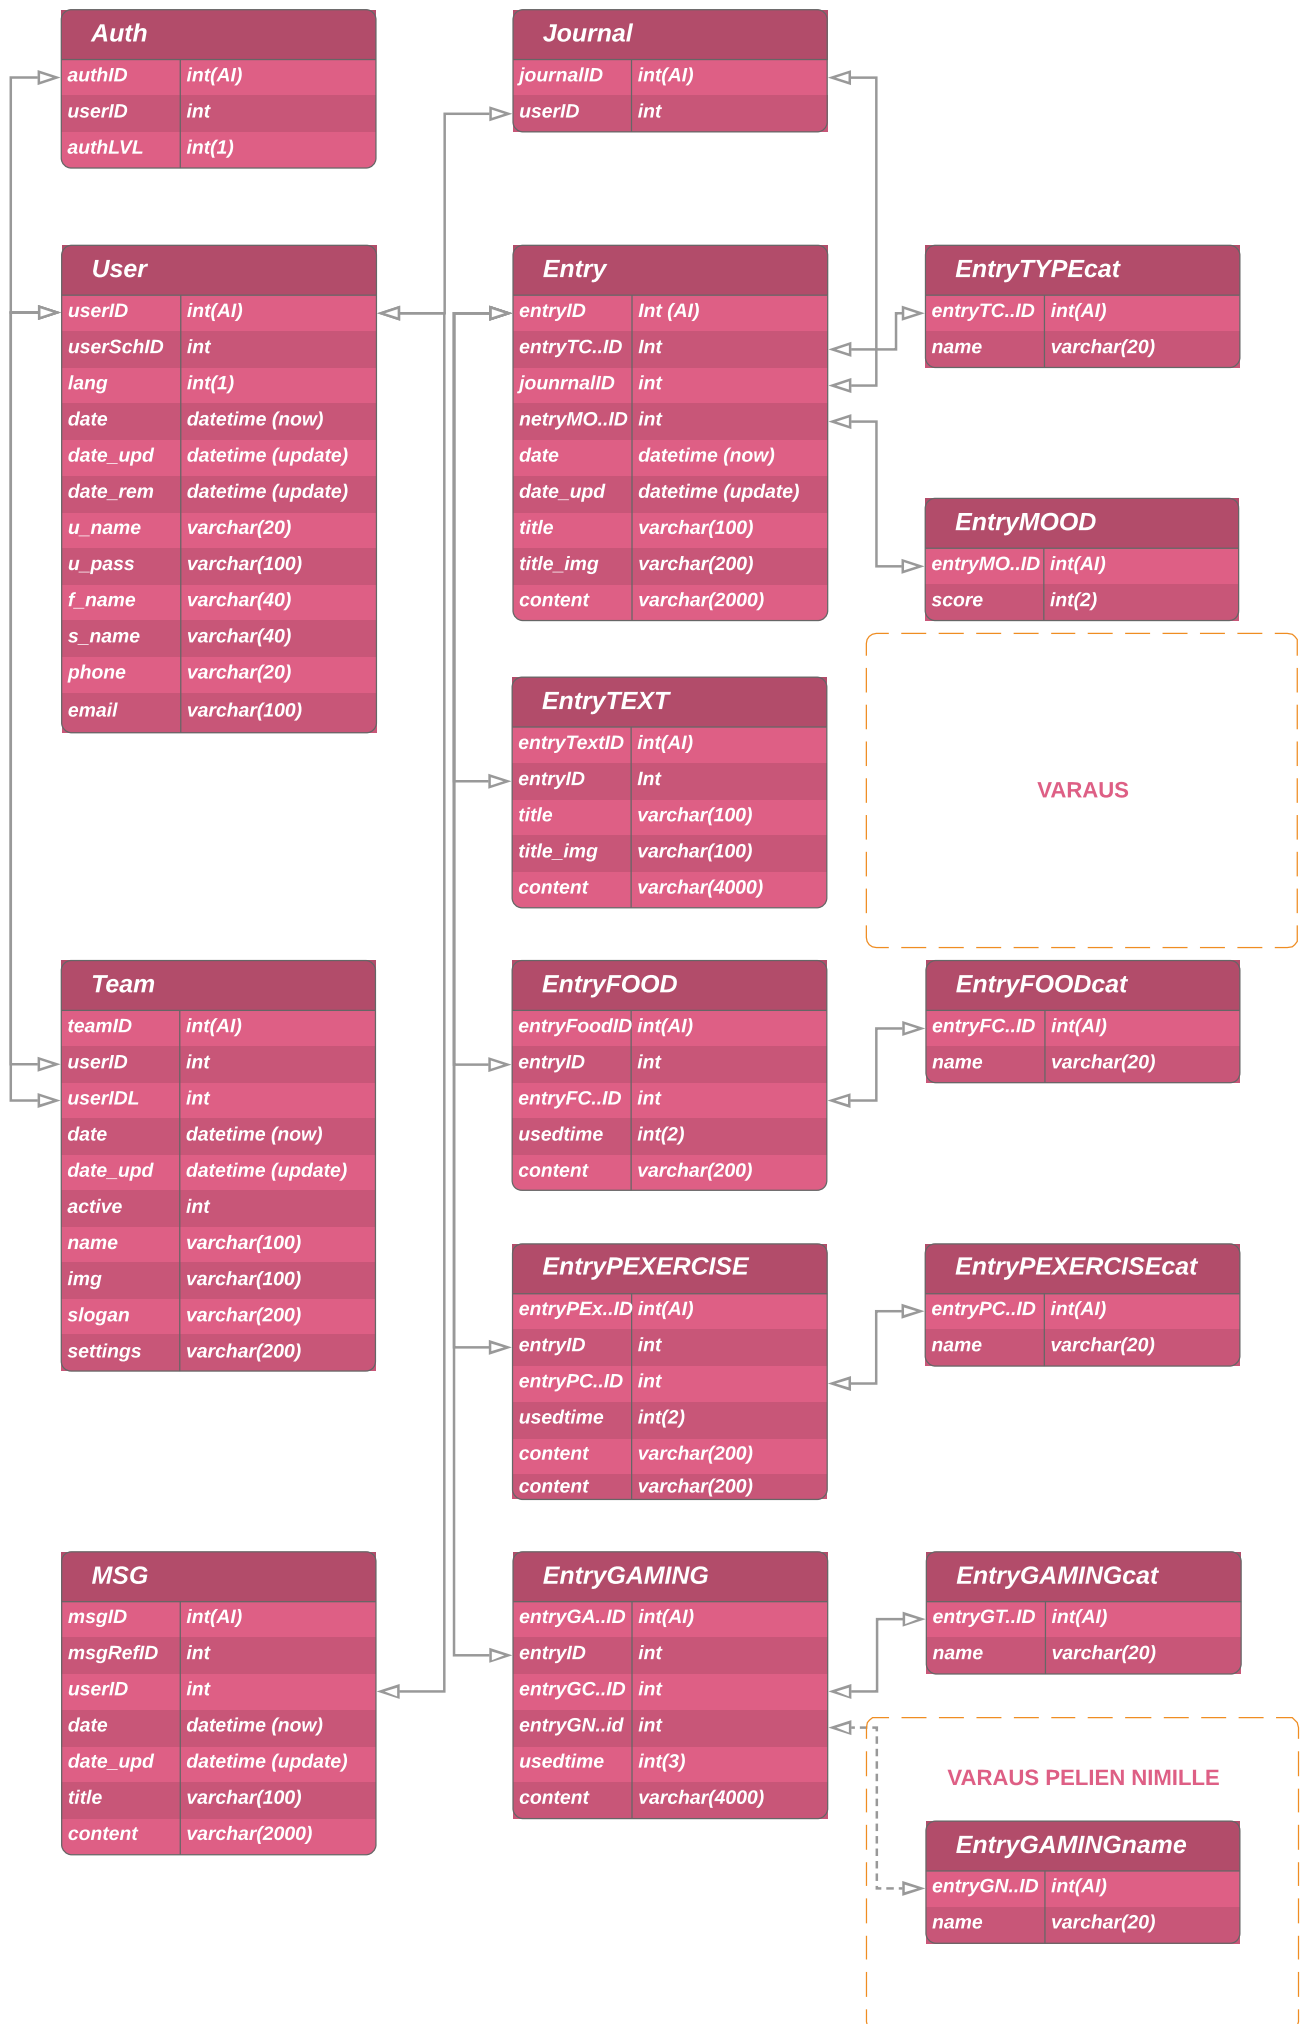 Auth
authID int(AI)
userID int
authLVL int(1)
Journal
journalID int(AI)
userID int
User
userID int(AI)
userSchID int
lang int(1)
date datetime (now)
date_upd datetime (update)
date_rem datetime (update)
u_name varchar(20)
u_pass varchar(100)
f_name varchar(40)
s_name varchar(40)
phone varchar(20)
email varchar(100)
Entry
entryID Int (AI)
entryTC..ID Int
jounrnalID int
netryMO..ID int
date datetime (now)
date_upd datetime (update)
title varchar(100)
title_img varchar(200)
content varchar(2000)
EntryTYPEcat
entryTC..ID int(AI)
name varchar(20)
EntryMOOD
entryMO..ID int(AI)
score int(2)
EntryTEXT
entryTextID int(AI)
entryID Int
title varchar(100)
title_img varchar(100)
content varchar(4000)
VARAUS
Team
teamID int(AI)
userID int
userIDL int
date datetime (now)
date_upd datetime (update)
active int
name varchar(100)
img varchar(100)
slogan varchar(200)
settings varchar(200)
EntryFOOD
entryFoodID int(AI)
entryID int
entryFC..ID int
usedtime int(2)
content varchar(200)
EntryFOODcat
entryFC..ID int(AI)
name varchar(20)
EntryPEXERCISE
entryPEx..ID int(AI)
entryID int
entryPC..ID int
usedtime int(2)
content varchar(200)
content varchar(200)
EntryPEXERCISEcat
entryPC..ID int(AI)
name varchar(20)
MSG
msgID int(AI)
msgRefID int
userID int
date datetime (now)
date_upd datetime (update)
title varchar(100)
content varchar(2000)
EntryGAMING
entryGA..ID int(AI)
entryID int
entryGC..ID int
entryGN..id int
usedtime int(3)
content varchar(4000)
EntryGAMINGcat
entryGT..ID int(AI)
name varchar(20)
VARAUS PELIEN NIMILLE
EntryGAMINGname
entryGN..ID int(AI)
name varchar(20)